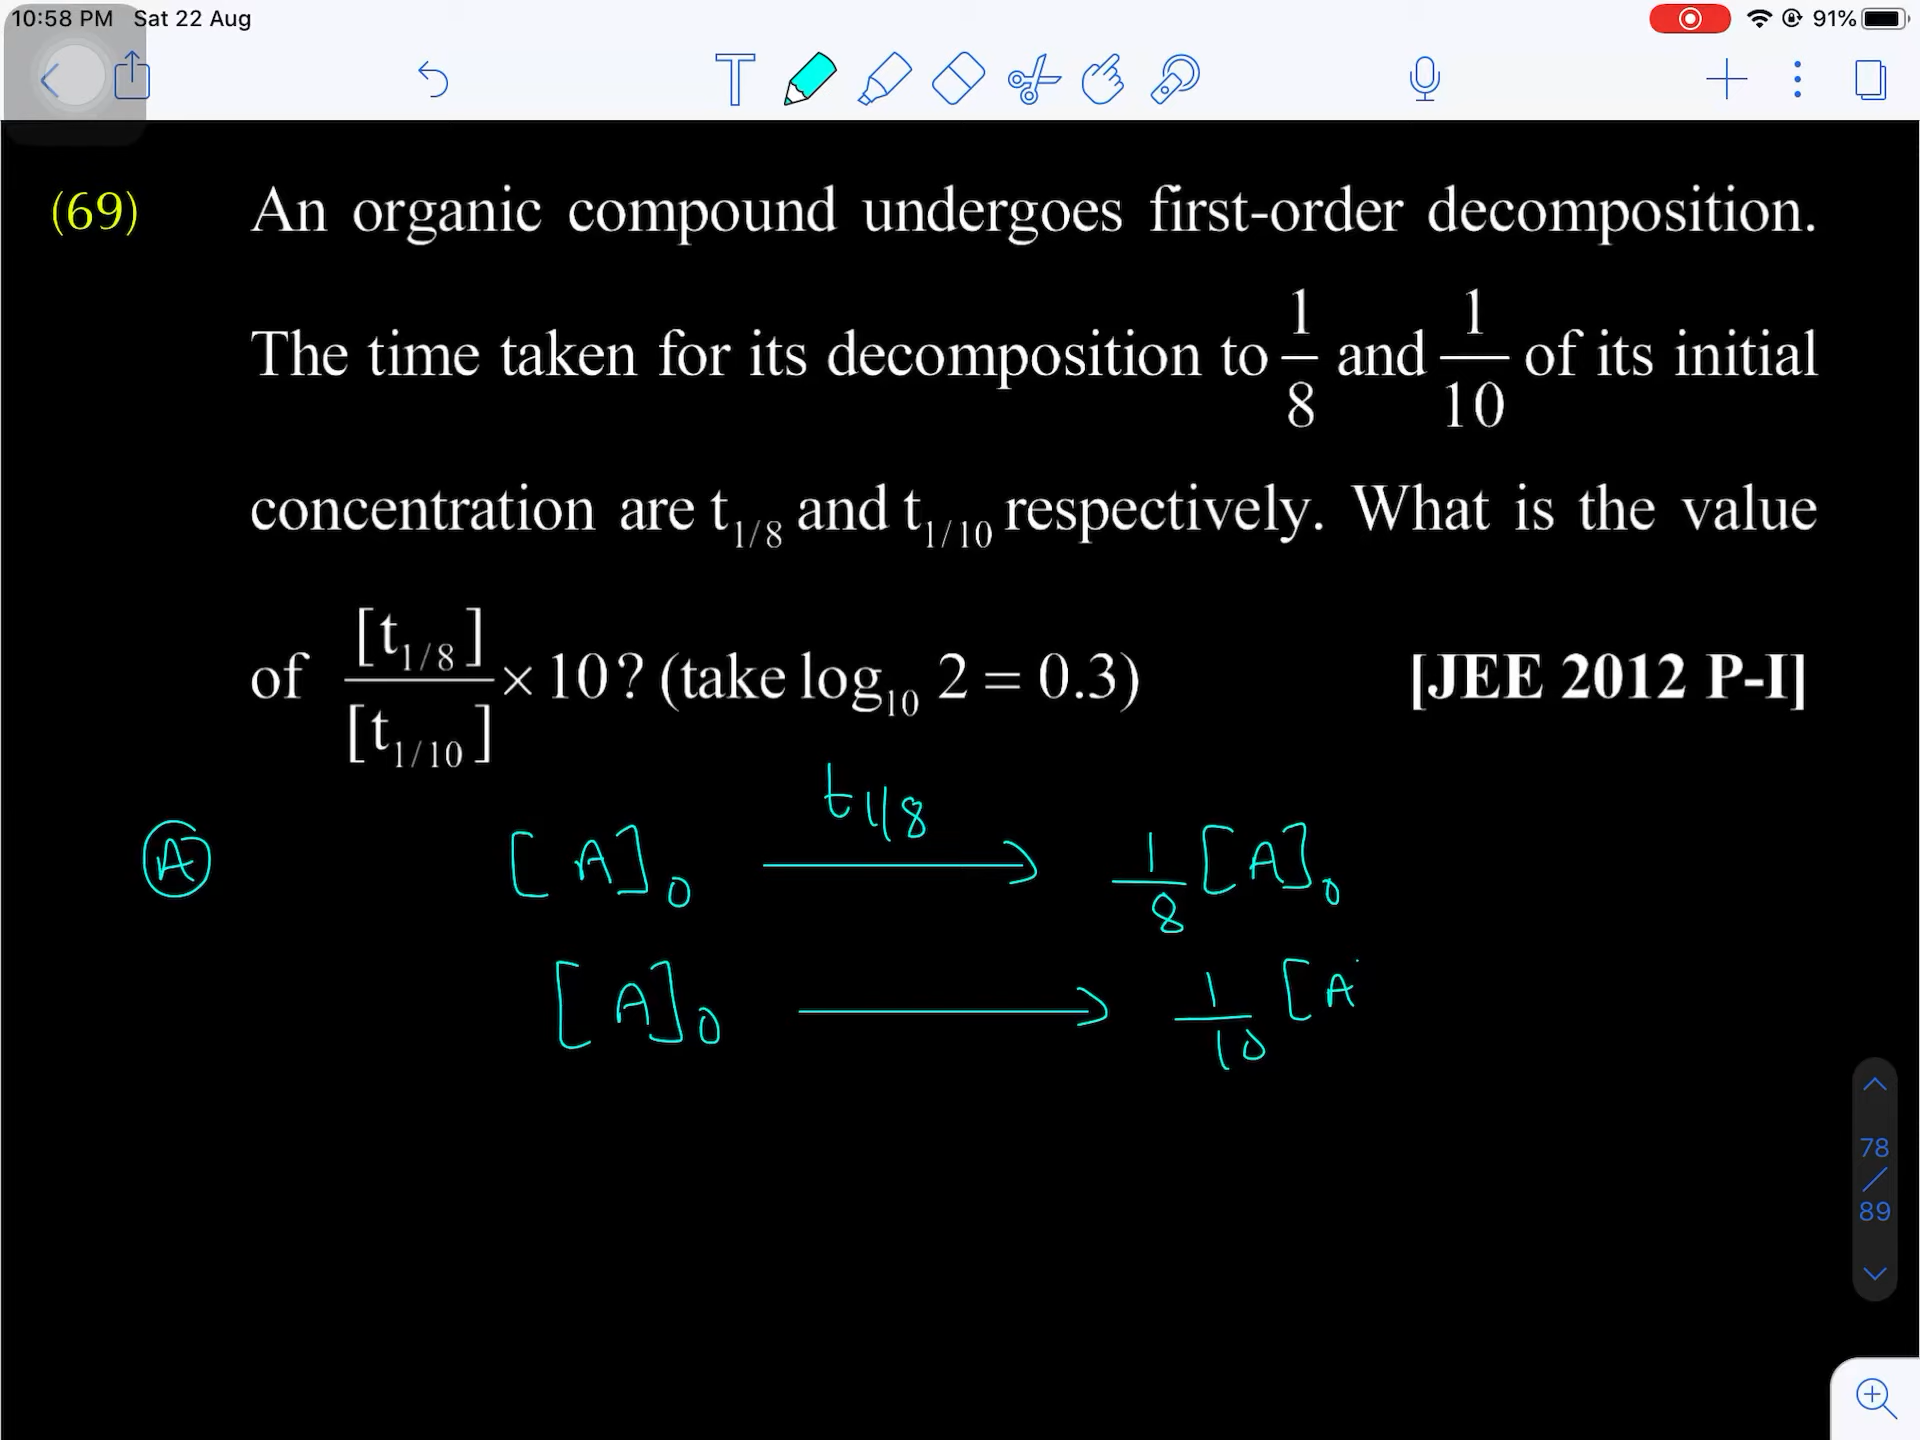 10:58 PM Sat 22 Aug 91%
T
(69) An organic compound undergoes first-order decomposition.
The time taken for its decomposition to 1/8 and 1/10 of its initial
concentration are t1/8 and t1/10 respectively. What is the value
of [t1/8]/[t1/10] × 10? (take log10 2 = 0.3) [JEE 2012 P-I]
t1/8
A [A]0 → 1/8 [A]0
[A]0 → 1/10 [A
78
/
89